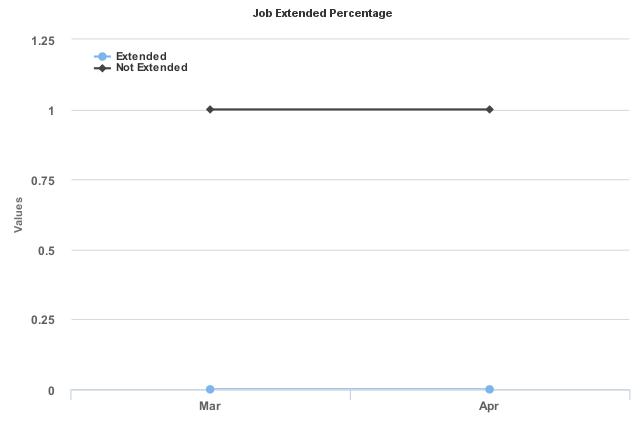 Job Extended Percentage
1.25
Extended
Not Extended
1
0.75
Values
0.5
0.25
0
Mar
Apr